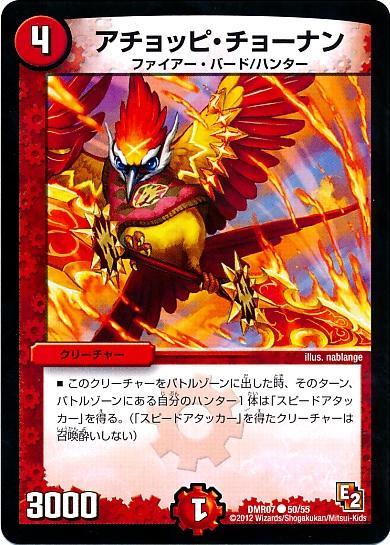 4
アチョッピ・チョーナン
ファイアー・バード/ハンター
クリーチャー
illus. nablange
■ このクリーチャーをバトルゾーンに出した時、そのターン、
バトルゾーンにある自分のハンター1体は「スピードアタッ
カー」を得る。(「スピードアタッカー」を得たクリーチャーは
召喚酔いしない)
3000
1
DMR07 ● 50/55
©2012 Wizards/Shogakukan/Mitsui-Kids
E2